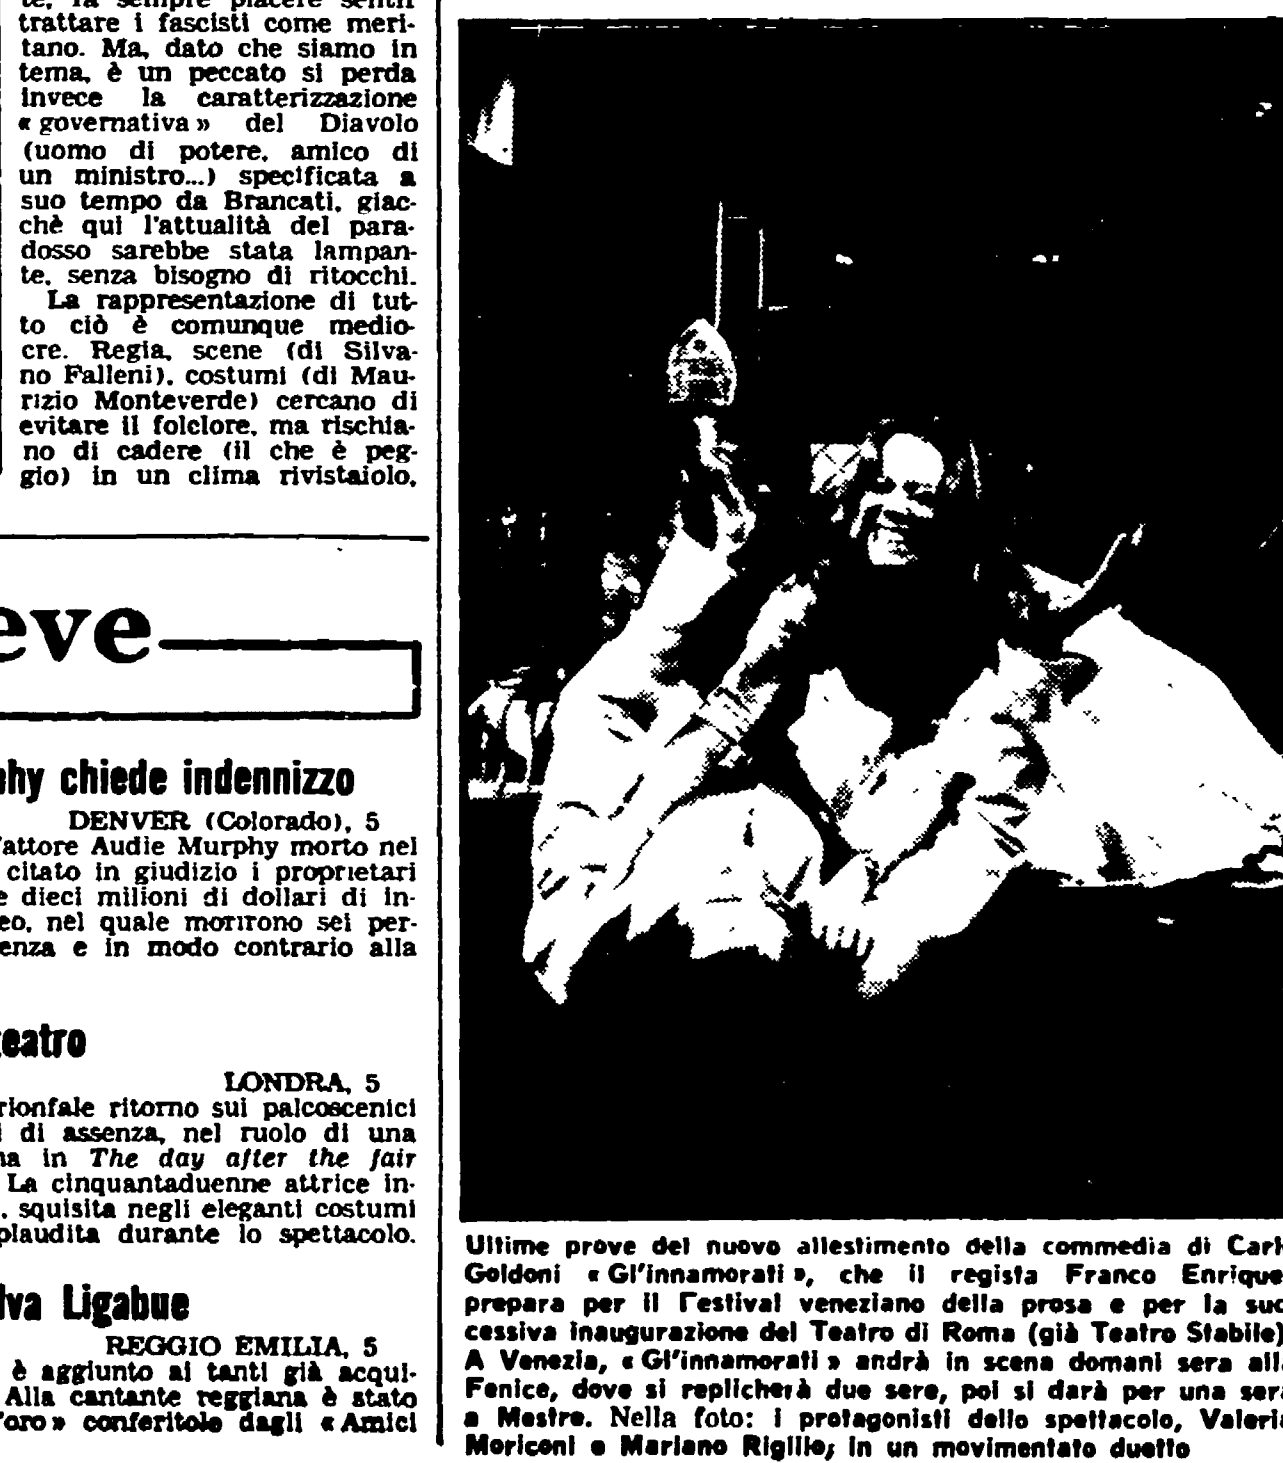 te, fa sempre piacere sentir
trattare i fascisti come meri-
tano. Ma, dato che siamo in
tema, è un peccato si perda
invece la caratterizzazione
« governativa » del Diavolo
(uomo di potere, amico di
un ministro...) specificata a
suo tempo da Brancati, giac-
chè qui l'attualità del para-
dosso sarebbe stata lampan-
te, senza bisogno di ritocchi.
La rappresentazione di tut-
to ciò è comunque medio-
cre. Regia, scene (di Silva-
no Falleni), costumi (di Mau-
rizio Monteverde) cercano di
evitare il folclore, ma rischia-
no di cadere (il che è peg-
gio) in un clima rivistaiolo,
eve
hy chiede indennizzo
DENVER (Colorado), 5
'attore Audie Murphy morto nel
citato in giudizio i proprietari
e dieci milioni di dollari di in-
eo, nel quale morirono sei per-
enza e in modo contrario alla
teatro
LONDRA, 5
rionfale ritorno sui palcoscenici
i di assenza, nel ruolo di una
na in The day after the fair
La cinquantaduenne attrice in-
, squisita negli eleganti costumi
plaudita durante lo spettacolo.
lva Ligabue
REGGIO EMILIA, 5
è aggiunto ai tanti già acqui-
Alla cantante reggiana è stato
'oro » conferitole dagli « Amici
Ultime prove del nuovo allestimento della commedia di Carl
Goldoni « Gl'innamorati », che il regista Franco Enrique
prepara per il Festival veneziano della prosa e per la suc
cessiva inaugurazione del Teatro di Roma (già Teatro Stabile)
A Venezia, « Gl'innamorati » andrà in scena domani sera all
Fenice, dove si replicherà due sere, poi si darà per una ser
a Mestre. Nella foto: i protagonisti dello spettacolo, Valeri
Moriconi e Mariano Rigillo, in un movimentato duetto